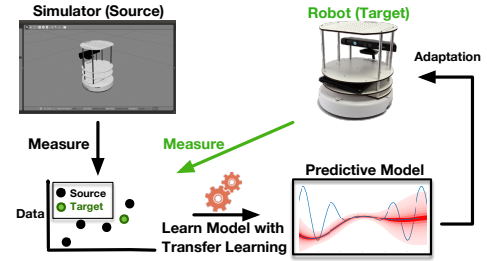 Simulator (Source)
Robot (Target)
Adaptation
Measure
Measure
Predictive Model
Source
Target
Data
Learn Model with
Transfer Learning